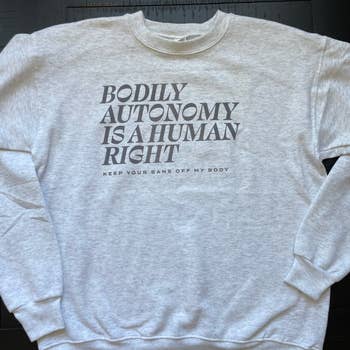 BODILY
AUTONOMY
IS A HUMAN
RIGHT
KEEP YOUR BANS OFF MY BODY